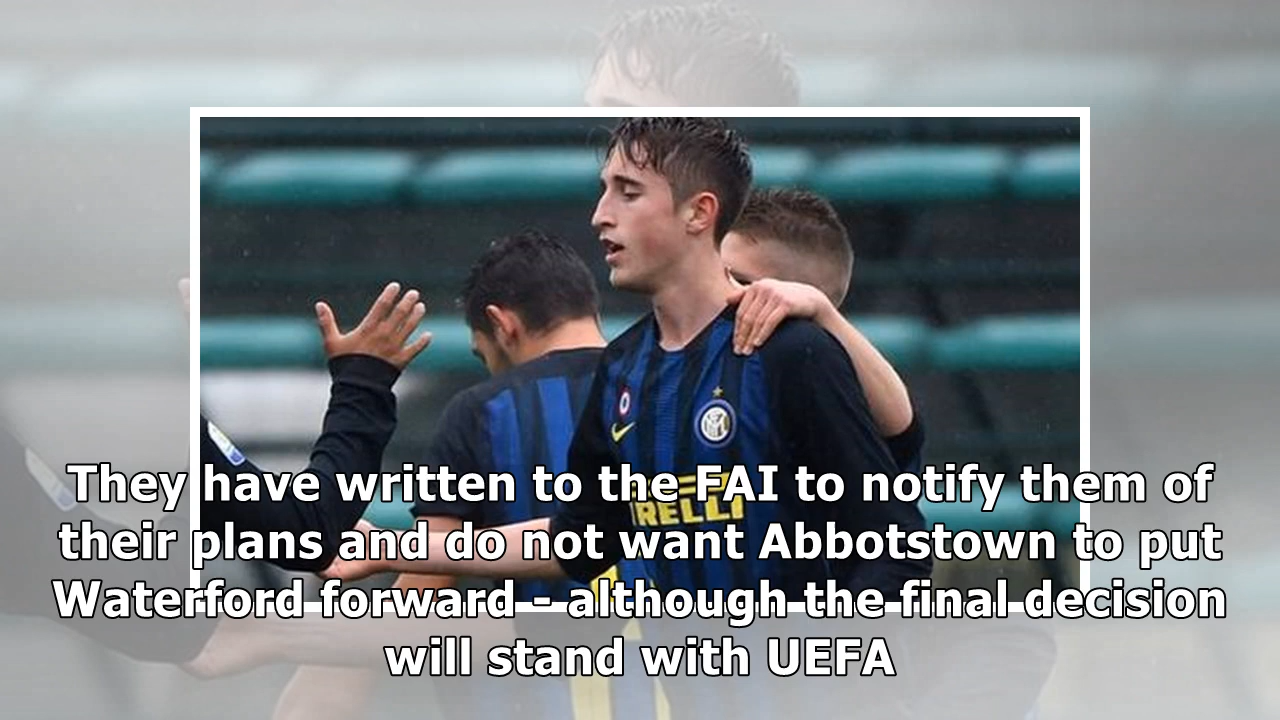 RELLI
They have written to the FAI to notify them of
their plans and do not want Abbotstown to put
Waterford forward - although the final decision
will stand with UEFA